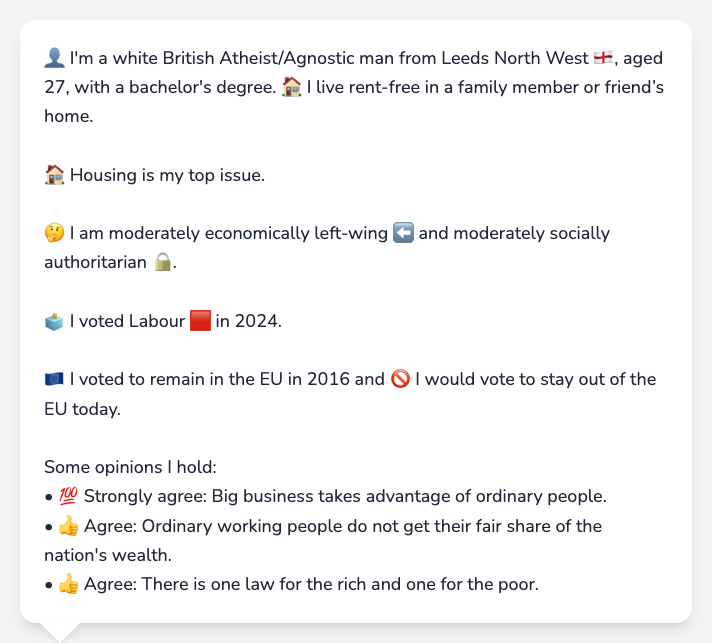 👤 I'm a white British Atheist/Agnostic man from Leeds North West 🏴󠁧󠁢󠁥󠁮󠁧󠁿, aged
27, with a bachelor's degree. 🏠 I live rent-free in a family member or friend’s
home.
🏠 Housing is my top issue.
🤔 I am moderately economically left-wing ⬅️ and moderately socially
authoritarian 🔒.
🗳️ I voted Labour 🟥 in 2024.
🇪🇺 I voted to remain in the EU in 2016 and 🚫 I would vote to stay out of the
EU today.
Some opinions I hold:
• 💯 Strongly agree: Big business takes advantage of ordinary people.
• 👍 Agree: Ordinary working people do not get their fair share of the
nation's wealth.
• 👍 Agree: There is one law for the rich and one for the poor.